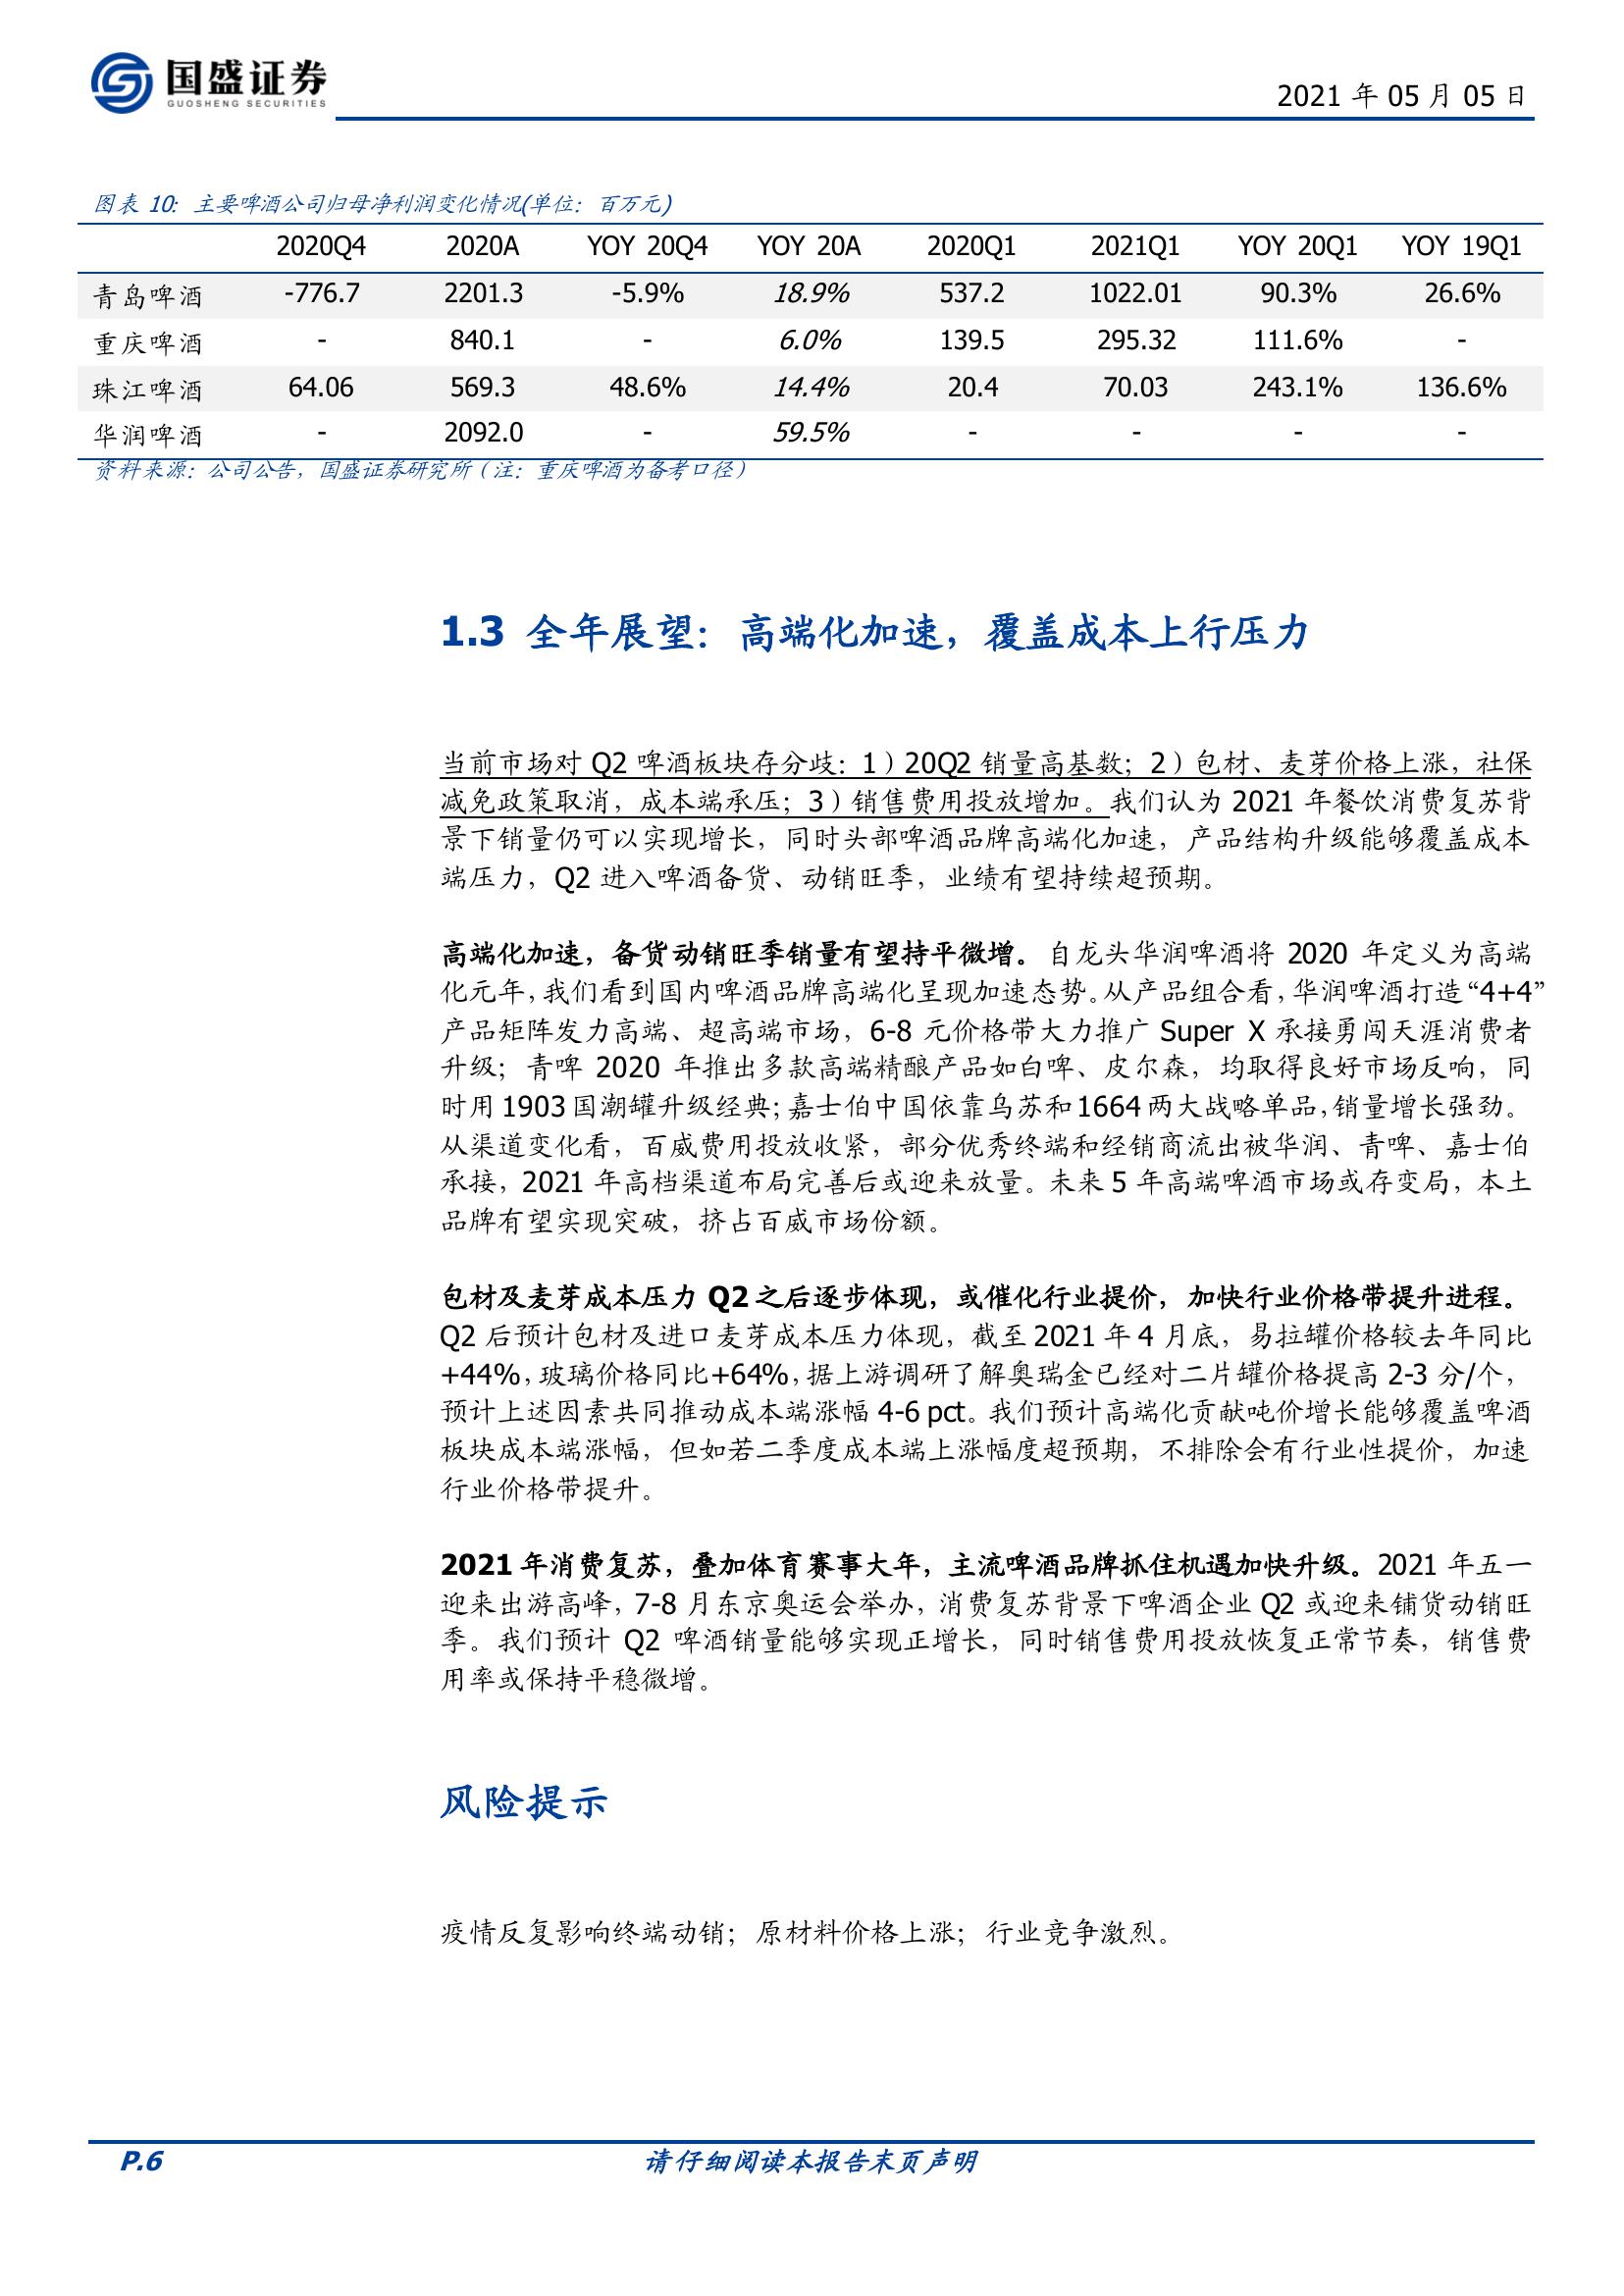 国盛证券
GUOSHENG SECURITIES
2021 年 05 月 05 日
图表 10：主要啤酒公司归母净利润变化情况(单位：百万元)
2020Q4 2020A YOY 20Q4 YOY 20A 2020Q1 2021Q1 YOY 20Q1 YOY 19Q1
青岛啤酒 -776.7 2201.3 -5.9% 18.9% 537.2 1022.01 90.3% 26.6%
重庆啤酒 - 840.1 - 6.0% 139.5 295.32 111.6% -
珠江啤酒 64.06 569.3 48.6% 14.4% 20.4 70.03 243.1% 136.6%
华润啤酒 - 2092.0 - 59.5% - - - -
资料来源：公司公告，国盛证券研究所（注：重庆啤酒为备考口径）
1.3 全年展望：高端化加速，覆盖成本上行压力
当前市场对 Q2 啤酒板块存分歧：1）20Q2 销量高基数；2）包材、麦芽价格上涨，社保
减免政策取消，成本端承压；3）销售费用投放增加。我们认为 2021 年餐饮消费复苏背
景下销量仍可以实现增长，同时头部啤酒品牌高端化加速，产品结构升级能够覆盖成本
端压力，Q2 进入啤酒备货、动销旺季，业绩有望持续超预期。
高端化加速，备货动销旺季销量有望持平微增。自龙头华润啤酒将 2020 年定义为高端
化元年，我们看到国内啤酒品牌高端化呈现加速态势。从产品组合看，华润啤酒打造“4+4”
产品矩阵发力高端、超高端市场，6-8 元价格带大力推广 Super X 承接勇闯天涯消费者
升级；青啤 2020 年推出多款高端精酿产品如白啤、皮尔森，均取得良好市场反响，同
时用 1903 国潮罐升级经典；嘉士伯中国依靠乌苏和 1664 两大战略单品，销量增长强劲。
从渠道变化看，百威费用投放收紧，部分优秀终端和经销商流出被华润、青啤、嘉士伯
承接，2021 年高档渠道布局完善后或迎来放量。未来 5 年高端啤酒市场或存变局，本土
品牌有望实现突破，挤占百威市场份额。
包材及麦芽成本压力 Q2 之后逐步体现，或催化行业提价，加快行业价格带提升进程。
Q2 后预计包材及进口麦芽成本压力体现，截至 2021 年 4 月底，易拉罐价格较去年同比
+44%，玻璃价格同比+64%，据上游调研了解奥瑞金已经对二片罐价格提高 2-3 分/个，
预计上述因素共同推动成本端涨幅 4-6 pct。我们预计高端化贡献吨价增长能够覆盖啤酒
板块成本端涨幅，但如若二季度成本端上涨幅度超预期，不排除会有行业性提价，加速
行业价格带提升。
2021 年消费复苏，叠加体育赛事大年，主流啤酒品牌抓住机遇加快升级。2021 年五一
迎来出游高峰，7-8 月东京奥运会举办，消费复苏背景下啤酒企业 Q2 或迎来铺货动销旺
季。我们预计 Q2 啤酒销量能够实现正增长，同时销售费用投放恢复正常节奏，销售费
用率或保持平稳微增。
风险提示
疫情反复影响终端动销；原材料价格上涨；行业竞争激烈。
P.6 请仔细阅读本报告末页声明